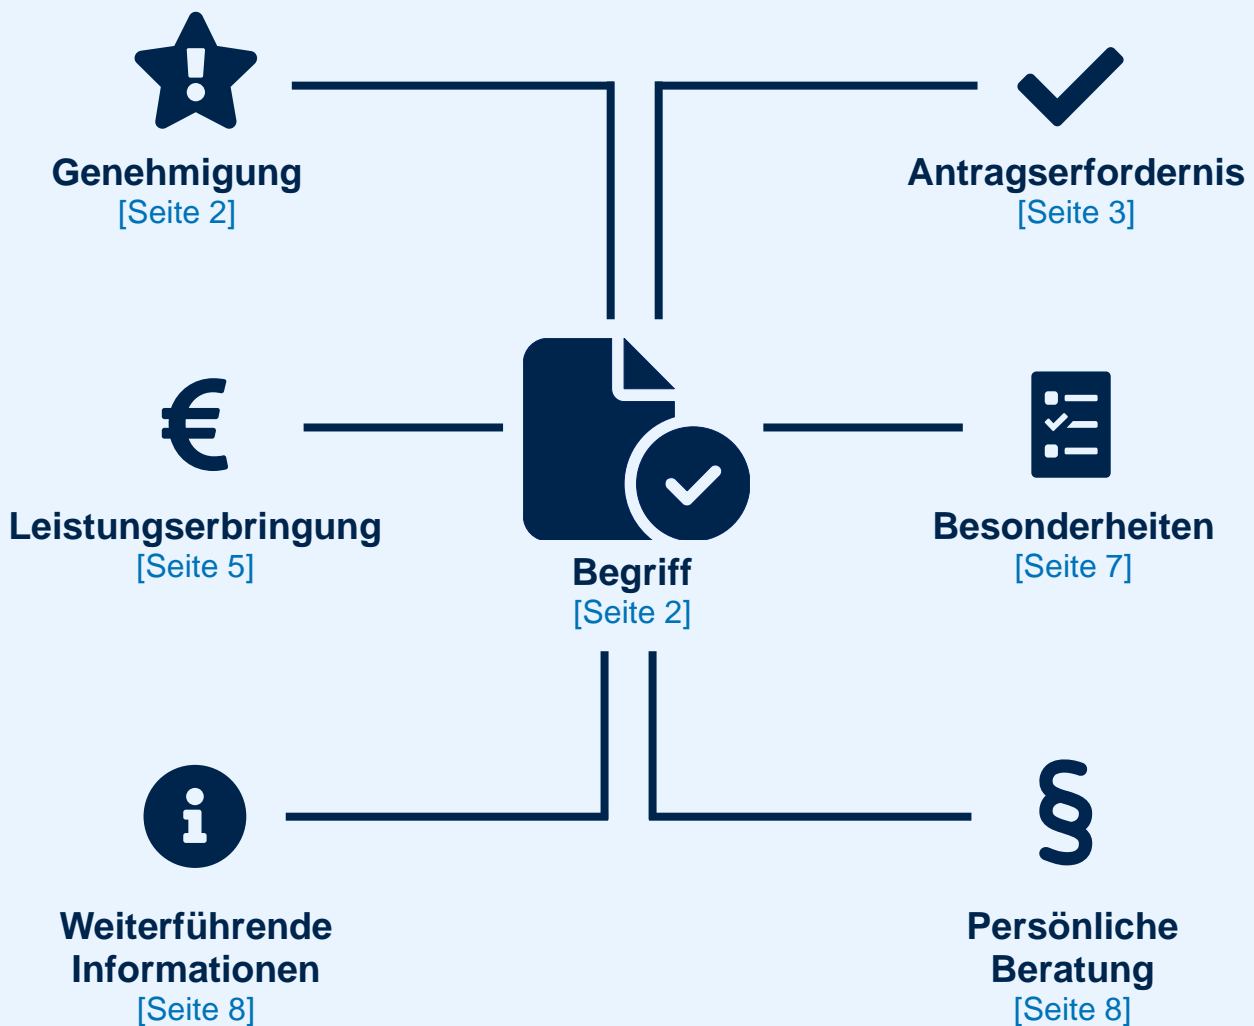 Genehmigung
[Seite 2]
Antragserfordernis
[Seite 3]
Leistungserbringung
[Seite 5]
Begriff
[Seite 2]
Besonderheiten
[Seite 7]
Weiterführende
Informationen
[Seite 8]
Persönliche
Beratung
[Seite 8]